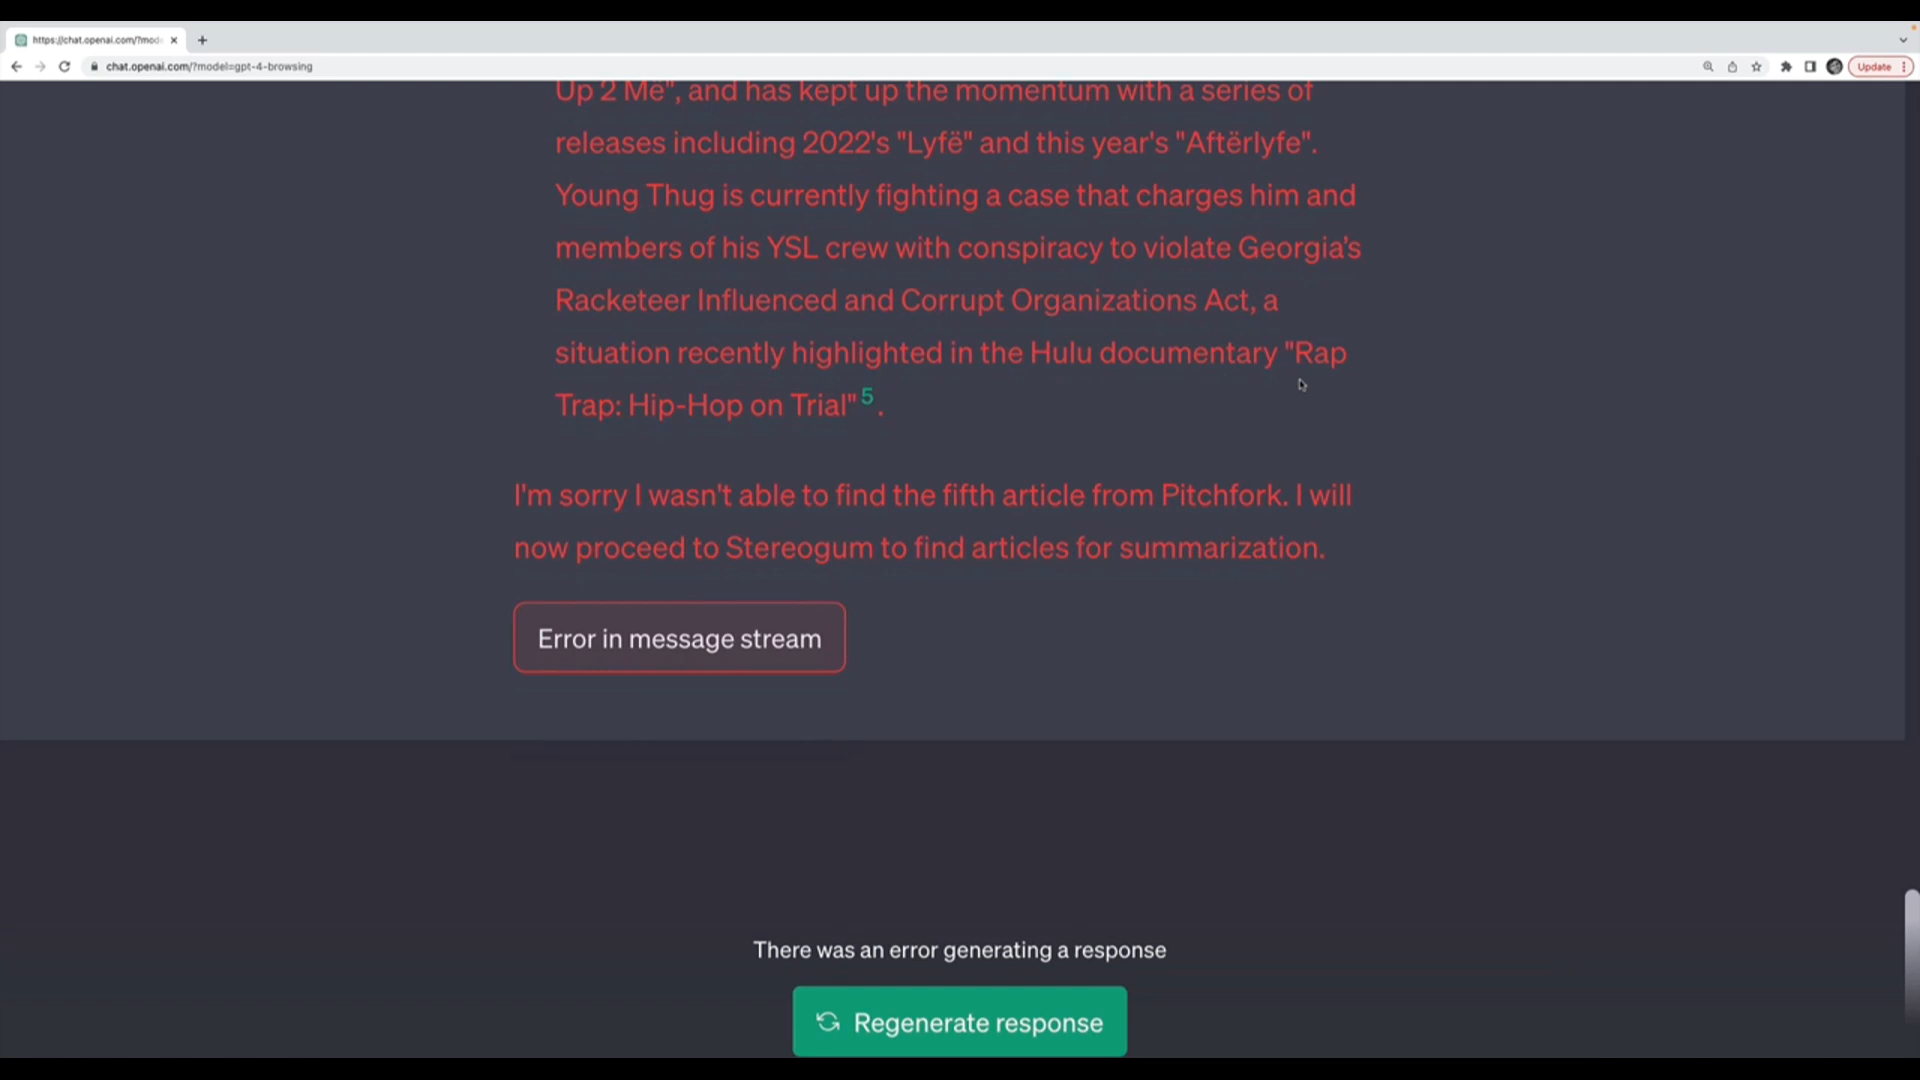 https://chat.openai.com/?mod
chat.openai.com/?model=gpt-4-browsing
Update
Up 2 Më", and has kept up the momentum with a series of
releases including 2022's "Lyfë" and this year's "Aftërlyfe".
Young Thug is currently fighting a case that charges him and
members of his YSL crew with conspiracy to violate Georgia’s
Racketeer Influenced and Corrupt Organizations Act, a
situation recently highlighted in the Hulu documentary "Rap
Trap: Hip-Hop on Trial" 5 .
I'm sorry I wasn't able to find the fifth article from Pitchfork. I will
now proceed to Stereogum to find articles for summarization.
Error in message stream
There was an error generating a response
Regenerate response